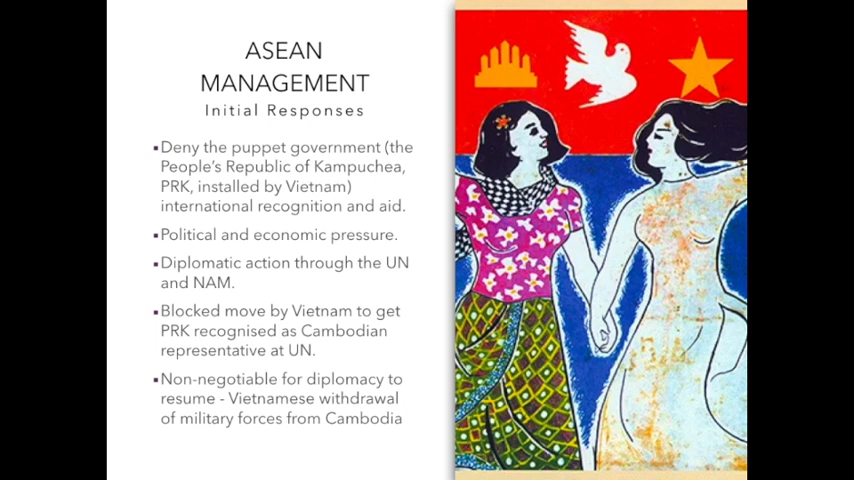 ASEAN
MANAGEMENT
Initial Responses
▪Deny the puppet government (the
People's Republic of Kampuchea,
PRK, installed by Vietnam)
international recognition and aid.
▪Political and economic pressure.
▪Diplomatic action through the UN
and NAM.
▪Blocked move by Vietnam to get
PRK recognised as Cambodian
representative at UN.
▪Non-negotiable for diplomacy to
resume - Vietnamese withdrawal
of military forces from Cambodia